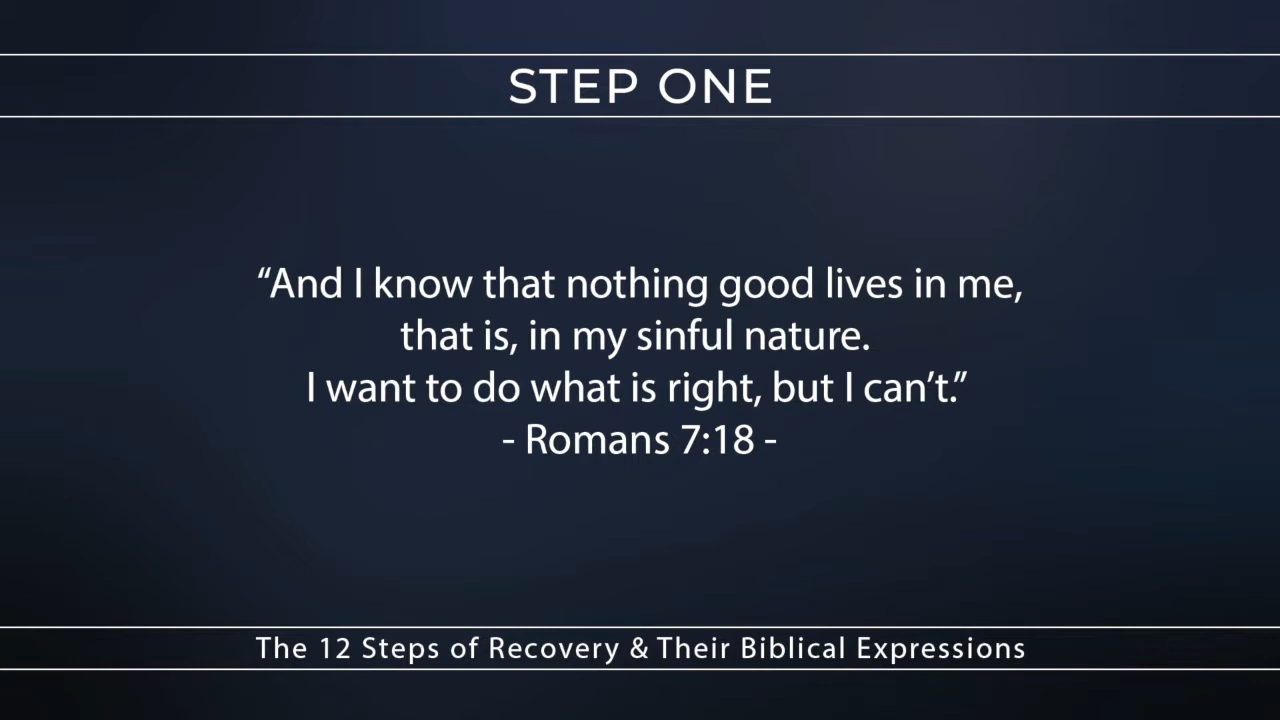 STEP ONE
“And I know that nothing good lives in me,
that is, in my sinful nature.
I want to do what is right, but I can’t.”
- Romans 7:18 -
The 12 Steps of Recovery & Their Biblical Expressions